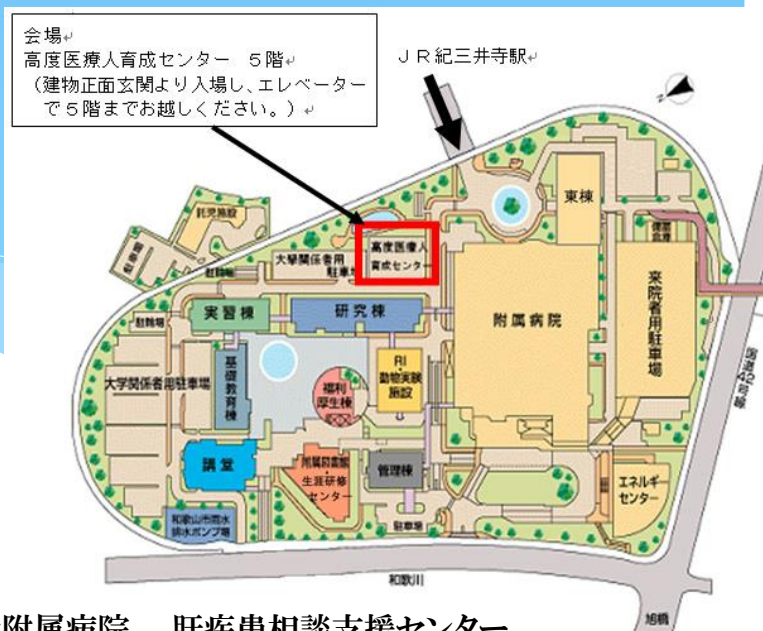 会場↵
高度医療人育成センター　５階↵
（建物正面玄関より入場し、エレベーター
で５階までお越しください。）↵
ＪＲ紀三井寺駅↵
N
東棟
託児施設
駐車場
駐輪場
大学関係者用
駐車場
高度医療人
育成センター
実習棟
研究棟
附属病院
来院者用駐車場
国道42号線
駐輪場
大学関係者用駐車場
基礎教育棟
福利
厚生棟
RI
動物実験
施設
講堂
附属図書館
生涯研修
センター
管理棟
エネルギー
センター
和歌山市雨水
排水ポンプ場
駐車場
和歌川
旭橋
附属病院　肝疾患相談支援センター